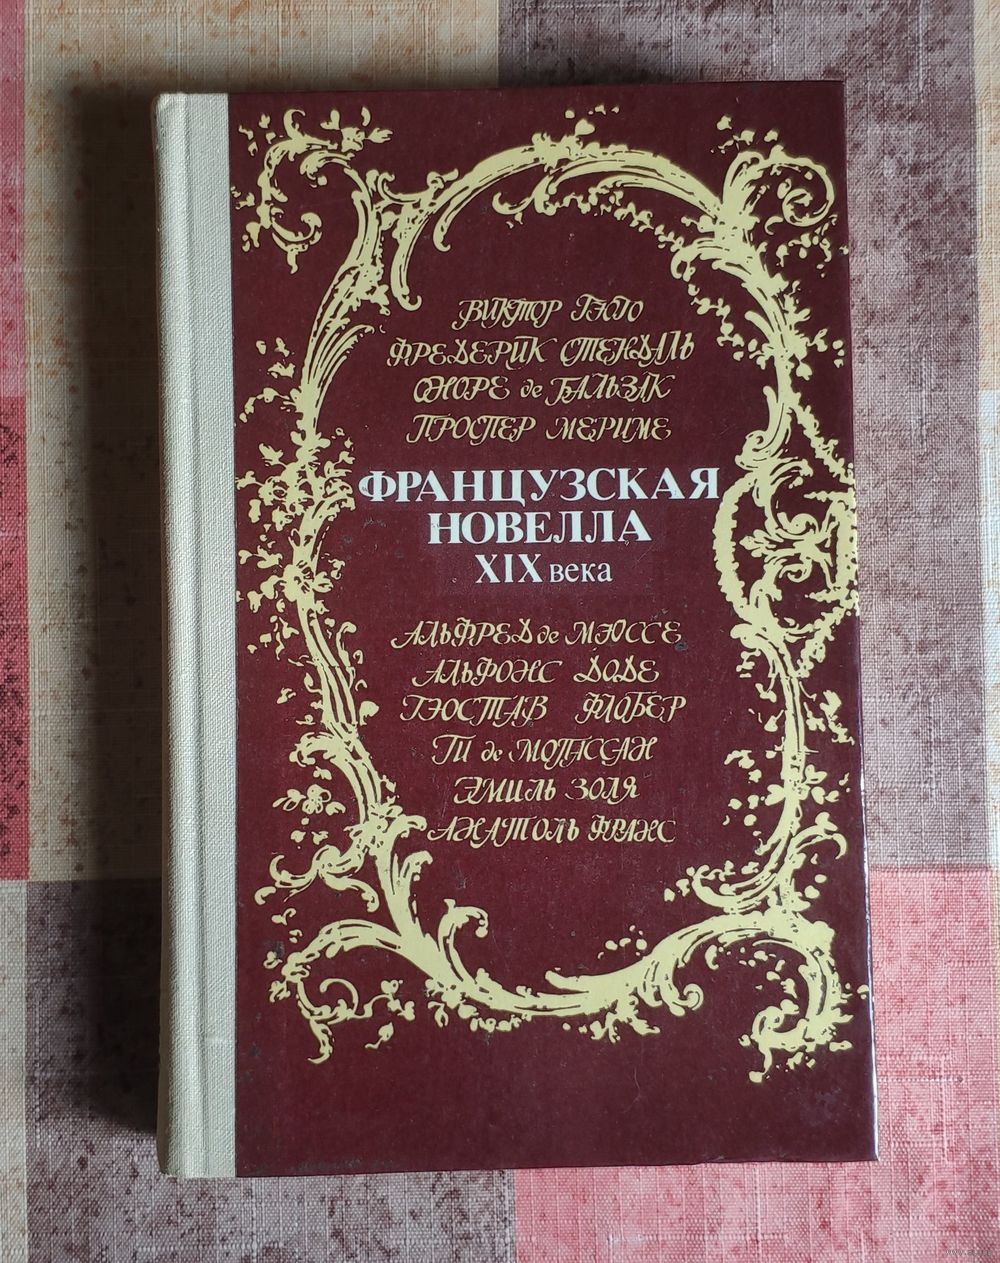 ВИКТОР ГЮГО
ФРЕДЕРИК СТЕНДАЛЬ
ОНОРЕ де БАЛЬЗАК
ПРОСПЕР МЕРИМЕ
ФРАНЦУЗСКАЯ
НОВЕЛЛА
XIX века
АЛЬФРЕД де МЮССЕ
АЛЬФОНС ДОДЕ
ГЮСТАВ ФЛОБЕР
ГИ де МОПАССАН
ЭМИЛЬ ЗОЛЯ
АНАТОЛЬ ФРАНС